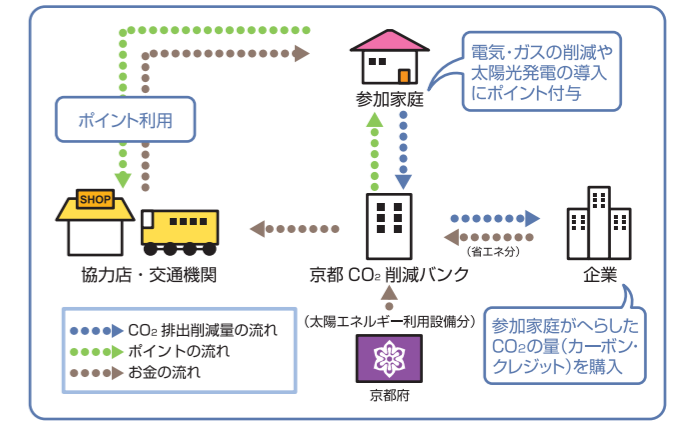 電気・ガスの削減や
太陽光発電の導入
にポイント付与
参加家庭
ポイント利用
SHOP
協力店・交通機関
京都CO₂削減バンク
(省エネ分)
企業
CO₂排出削減量の流れ
ポイントの流れ
お金の流れ
(太陽エネルギー利用設備分)
京都府
参加家庭がへらした
CO₂の量(カーボン・
クレジット)を購入